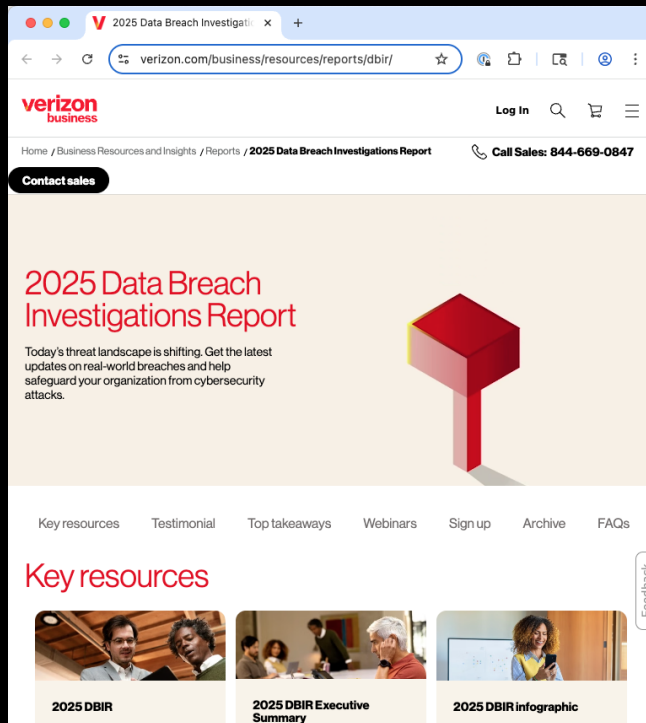 2025 Data Breach Investigatio
verizon.com/business/resources/reports/dbir/
verizon
business
Log In
Home / Business Resources and Insights / Reports / 2025 Data Breach Investigations Report
Call Sales: 844-669-0847
Contact sales
2025 Data Breach
Investigations Report
Today's threat landscape is shifting. Get the latest
updates on real-world breaches and help
safeguard your organization from cybersecurity
attacks.
Key resources Testimonial Top takeaways Webinars Sign up Archive FAQs
Key resources
Feedback
2025 DBIR
2025 DBIR Executive
Summary
2025 DBIR infographic